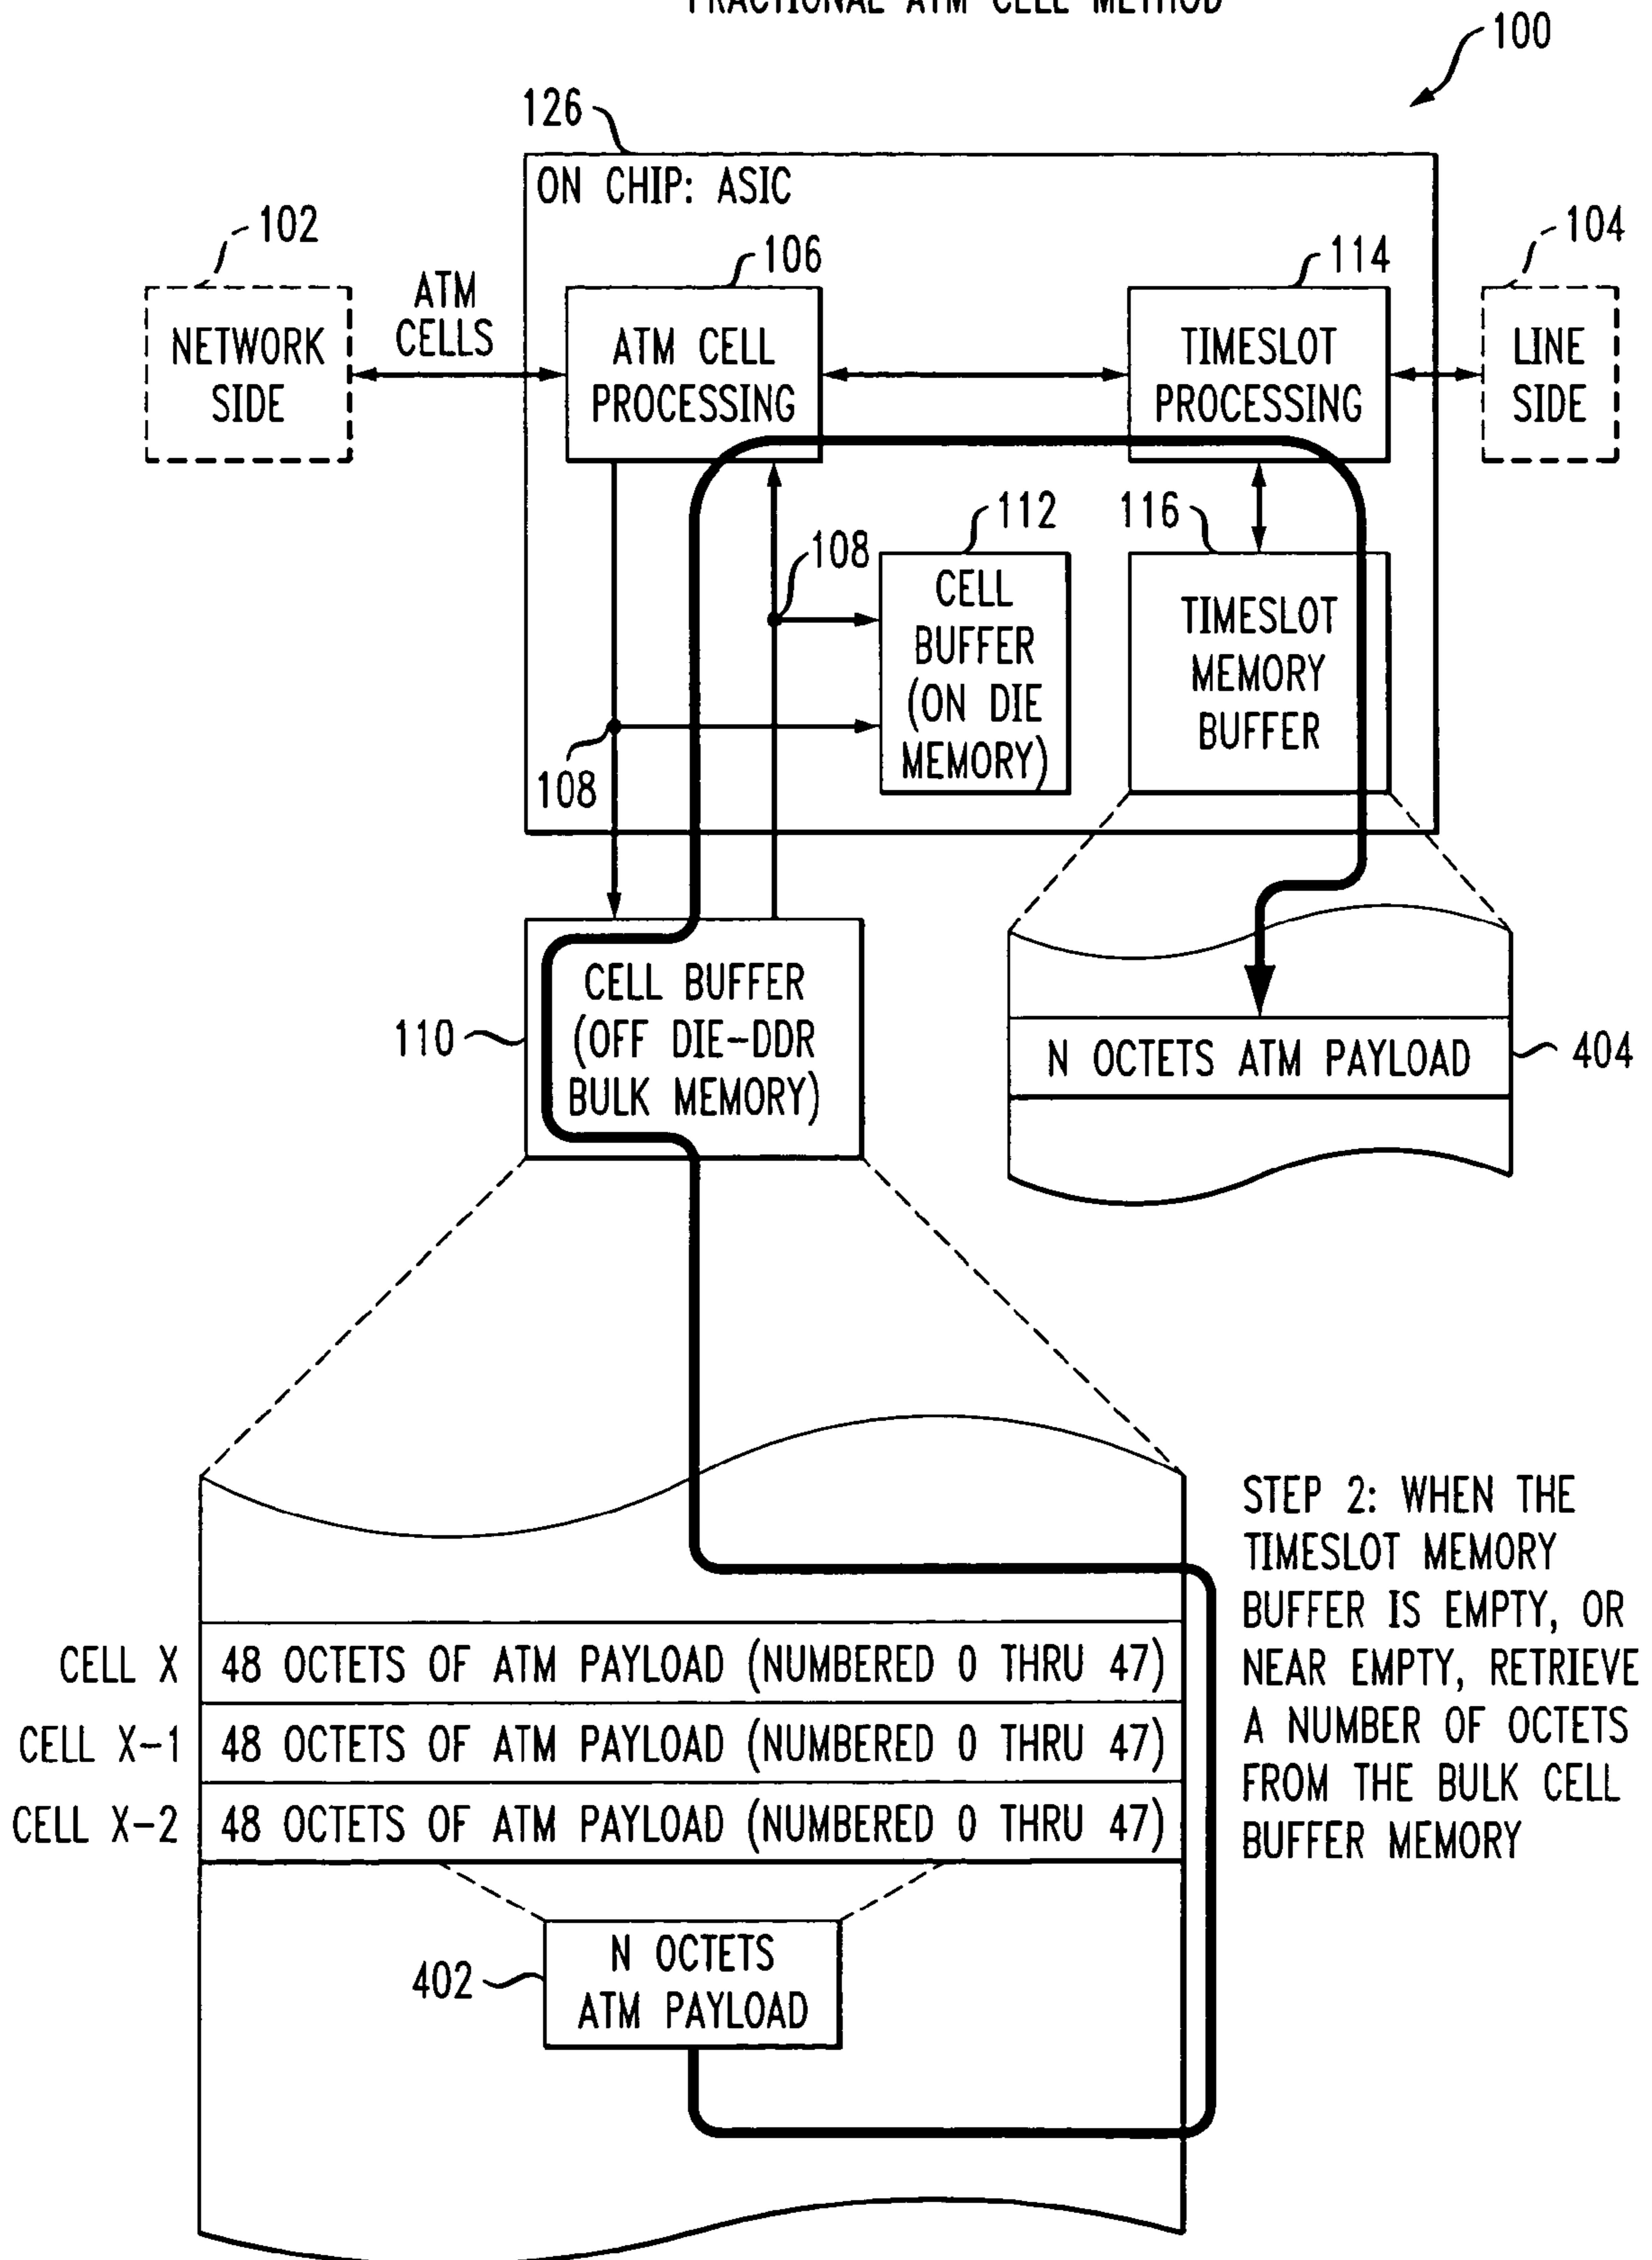 FRACTIONAL ATM CELL METHOD
100
126
ON CHIP: ASIC
102
106
114
104
NETWORK
SIDE
ATM
CELLS
ATM CELL
PROCESSING
TIMESLOT
PROCESSING
LINE
SIDE
112
116
108
CELL
BUFFER
(ON DIE
MEMORY)
TIMESLOT
MEMORY
BUFFER
108
110
CELL BUFFER
(OFF DIE-DDR
BULK MEMORY)
N OCTETS ATM PAYLOAD
404
STEP 2: WHEN THE
TIMESLOT MEMORY
BUFFER IS EMPTY, OR
NEAR EMPTY, RETRIEVE
A NUMBER OF OCTETS
FROM THE BULK CELL
BUFFER MEMORY
CELL X 48 OCTETS OF ATM PAYLOAD (NUMBERED 0 THRU 47)
CELL X-1 48 OCTETS OF ATM PAYLOAD (NUMBERED 0 THRU 47)
CELL X-2 48 OCTETS OF ATM PAYLOAD (NUMBERED 0 THRU 47)
402
N OCTETS
ATM PAYLOAD